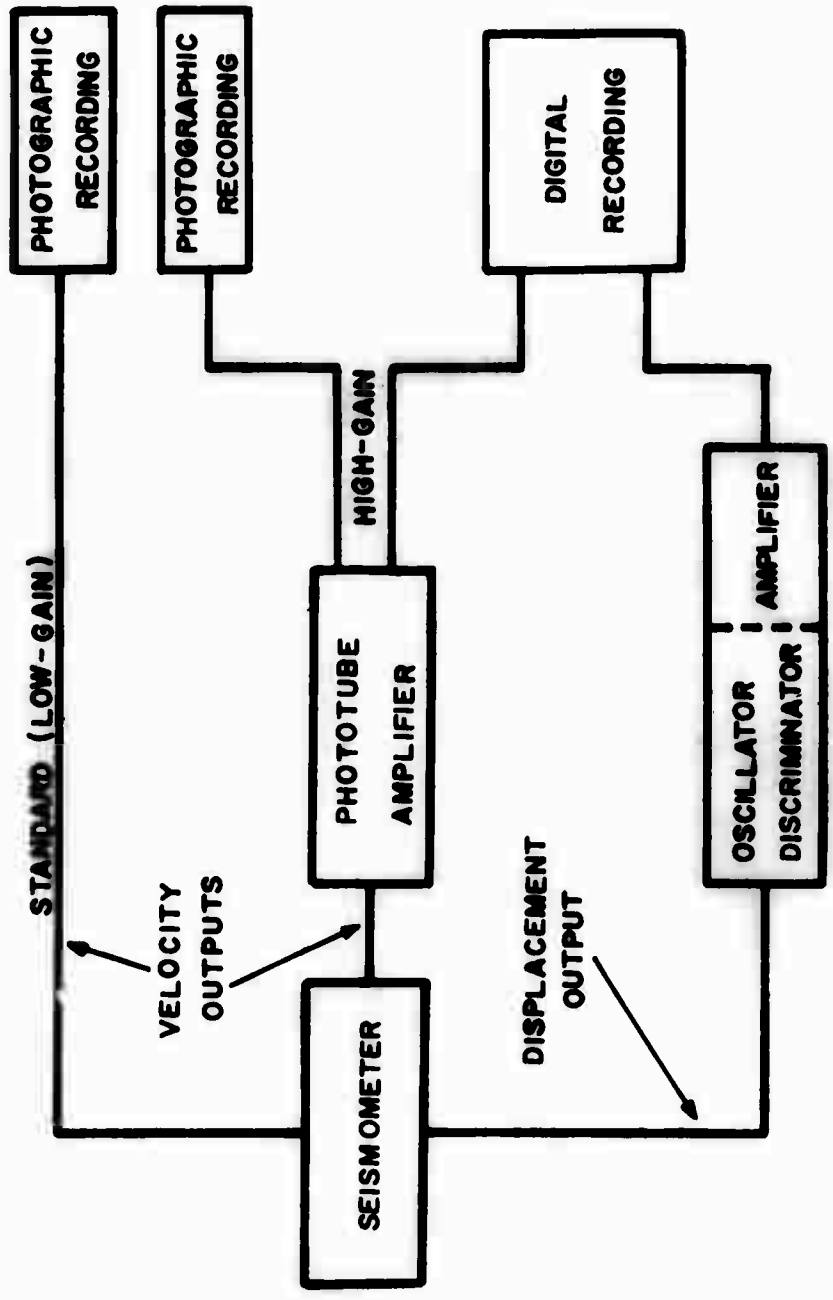 STANDARD (LOW-GAIN)
PHOTOGRAPHIC
RECORDING
VELOCITY
OUTPUTS
PHOTOGRAPHIC
RECORDING
SEISMOMETER
PHOTOTUBE
AMPLIFIER
HIGH-GAIN
DISPLACEMENT
OUTPUT
DIGITAL
RECORDING
OSCILLATOR
DISCRIMINATOR
AMPLIFIER